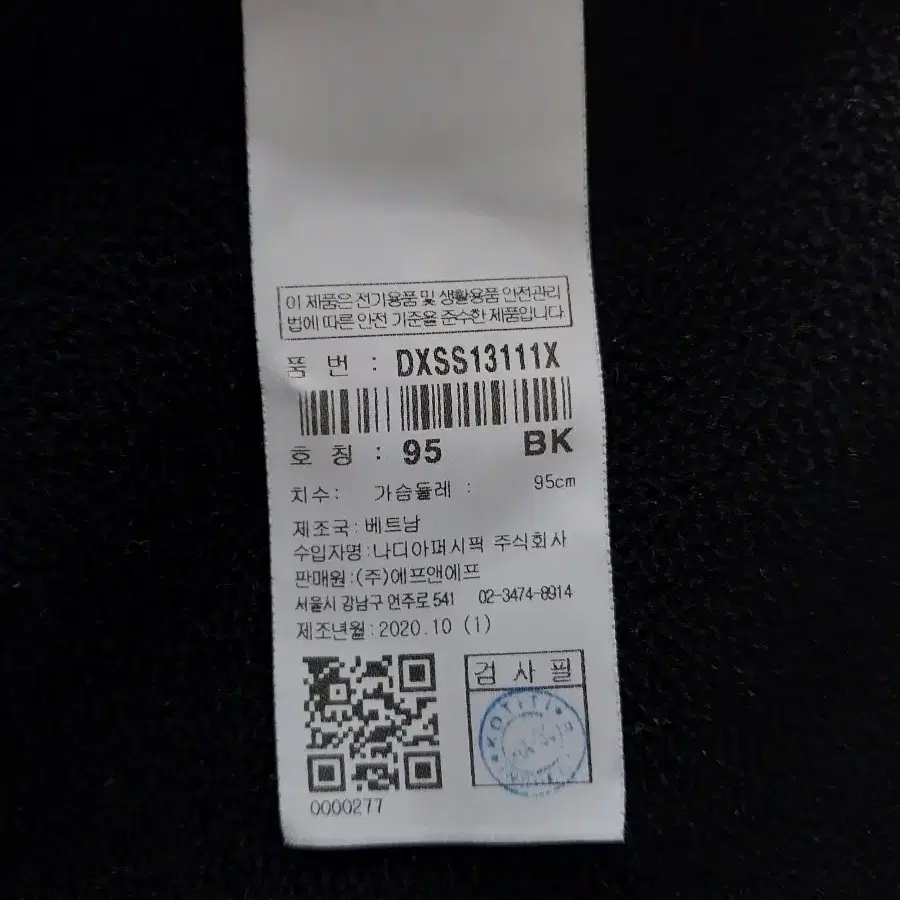 이 제품은 전기용품 및 생활용품 안전관리
법에 따른 안전 기준을 준수한 제품입니다.
품 번 : DXSS13111X
호 칭 : 95 BK
치수: 가슴둘레 : 95cm
제조국:베트남
수입자명:나디아퍼시픽 주식회사
판매원:(주)에프앤에프
서울시 강남구 언주로 541 02-3474-8914
제조년월:2020.10 (1)
검 사 필
KOTITI
0000277